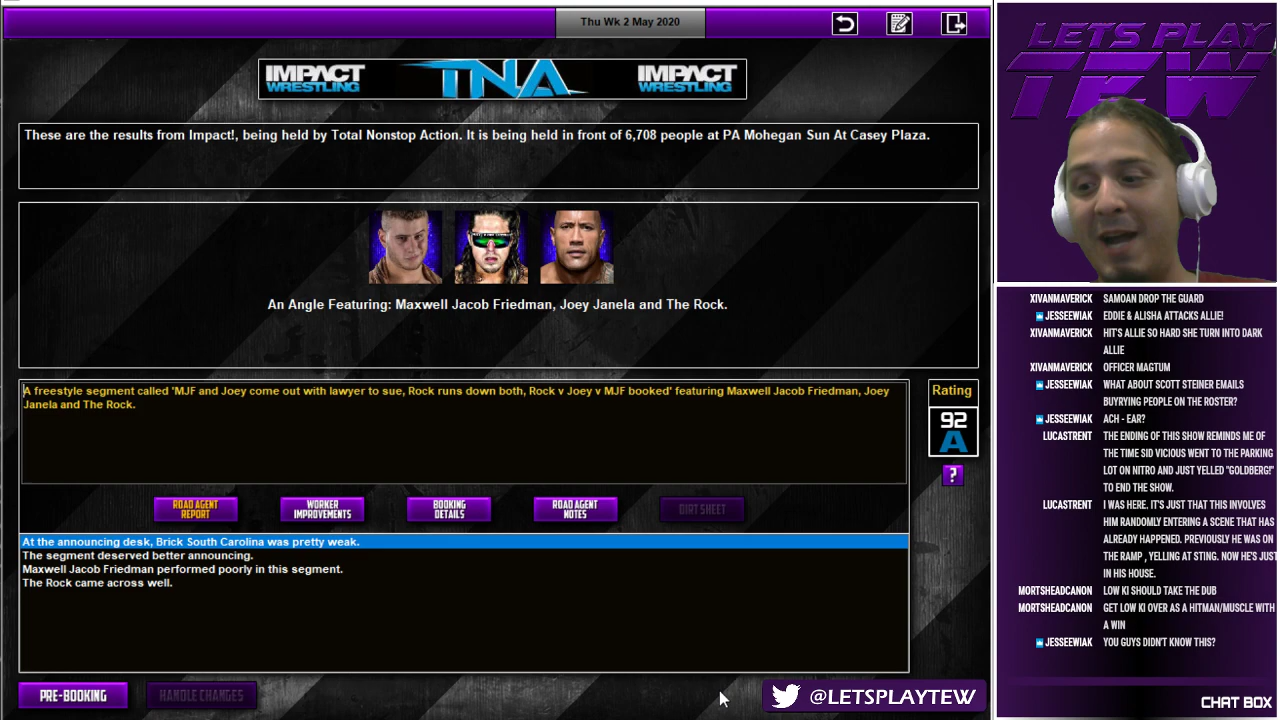 Thu Wk 2 May 2020
LETS PLAY
TEW
IMPACT
WRESTLING
TNA
IMPACT
WRESTLING
These are the results from Impact!, being held by Total Nonstop Action. It is being held in front of 6,708 people at PA Mohegan Sun At Casey Plaza.
An Angle Featuring: Maxwell Jacob Friedman, Joey Janela and The Rock.
A freestyle segment called 'MJF and Joey come out with lawyer to sue, Rock runs down both, Rock v Joey v MJF booked' featuring Maxwell Jacob Friedman, Joey
Janela and The Rock.
Rating
92
A
?
ROAD AGENT
REPORT
WORKER
IMPROVEMENTS
BOOKING
DETAILS
ROAD AGENT
NOTES
DIRT SHEET
At the announcing desk, Brick South Carolina was pretty weak.
The segment deserved better announcing.
Maxwell Jacob Friedman performed poorly in this segment.
The Rock came across well.
PRE-BOOKING
HANDLE CHANGES
@LETSPLAYTEW
XIVANMAVERICK SAMOAN DROP THE GUARD
JESSEEWIAK EDDIE & ALISHA ATTACKS ALLIE!
XIVANMAVERICK HIT'S ALLIE SO HARD SHE TURN INTO DARK
ALLIE
XIVANMAVERICK OFFICER MAGTUM
JESSEEWIAK WHAT ABOUT SCOTT STEINER EMAILS
BUYRYING PEOPLE ON THE ROSTER?
JESSEEWIAK ACH - EAR?
LUCASTRENT THE ENDING OF THIS SHOW REMINDS ME OF
THE TIME SID VICIOUS WENT TO THE PARKING
LOT ON NITRO AND JUST YELLED "GOLDBERG!"
TO END THE SHOW.
LUCASTRENT I WAS HERE. IT'S JUST THAT THIS INVOLVES
HIM RANDOMLY ENTERING A SCENE THAT HAS
ALREADY HAPPENED. PREVIOUSLY HE WAS ON
THE RAMP , YELLING AT STING. NOW HE'S JUST
IN HIS HOUSE.
MORTSHEADCANON LOW KI SHOULD TAKE THE DUB
MORTSHEADCANON GET LOW KI OVER AS A HITMAN/MUSCLE WITH
A WIN
JESSEEWIAK YOU GUYS DIDN'T KNOW THIS?
CHAT BOX